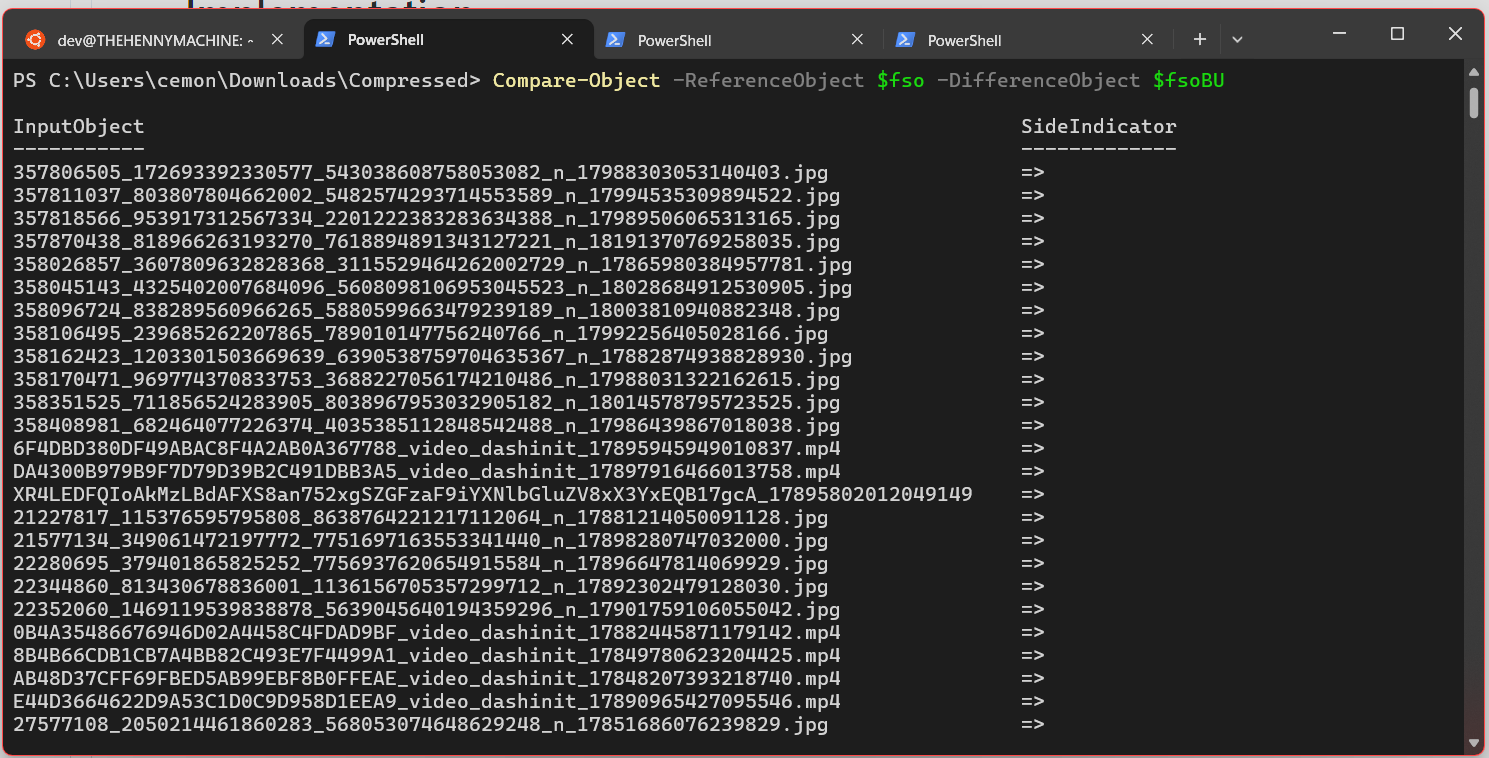 Implementation
dev@THEHENNYMACHINE: ~
PowerShell
PowerShell
PowerShell
PS C:\Users\cemon\Downloads\Compressed> Compare-Object -ReferenceObject $fso -DifferenceObject $fsoBU
InputObject SideIndicator
----------- -------------
357806505_172693392330577_543038608758053082_n_17988303053140403.jpg =>
357811037_803807804662002_5482574293714553589_n_17994535309894522.jpg =>
357818566_953917312567334_2201222383283634388_n_17989506065313165.jpg =>
357870438_818966263193270_7618894891343127221_n_18191370769258035.jpg =>
358026857_3607809632828368_3115529464262002729_n_17865980384957781.jpg =>
358045143_4325402007684096_5608098106953045523_n_18028684912530905.jpg =>
358096724_838289560966265_5880599663479239189_n_18003810940882348.jpg =>
358106495_239685262207865_789010147756240766_n_17992256405028166.jpg =>
358162423_1203301503669639_6390538759704635367_n_17882874938828930.jpg =>
358170471_969774370833753_3688227056174210486_n_17988031322162615.jpg =>
358351525_711856524283905_8038967953032905182_n_18014578795723525.jpg =>
358408981_682464077226374_4035385112848542488_n_17986439867018038.jpg =>
6F4DBD380DF49ABAC8F4A2AB0A367788_video_dashinit_17895945949010837.mp4 =>
DA4300B979B9F7D79D39B2C491DBB3A5_video_dashinit_17897916466013758.mp4 =>
XR4LEDFQIoAkMzLBdAFXS8an752xgSZGFzaF9iYXNlbGluZV8xX3YxEQB17gcA_17895802012049149 =>
21227817_115376595795808_8638764221217112064_n_17881214050091128.jpg =>
21577134_349061472197772_7751697163553341440_n_17898280747032000.jpg =>
22280695_379401865825252_7756937620654915584_n_17896647814069929.jpg =>
22344860_813430678836001_1136156705357299712_n_17892302479128030.jpg =>
22352060_1469119539838878_5639045640194359296_n_17901759106055042.jpg =>
0B4A35486676946D02A4458C4FDAD9BF_video_dashinit_17882445871179142.mp4 =>
8B4B66CDB1CB7A4BB82C493E7F4499A1_video_dashinit_17849780623204425.mp4 =>
AB48D37CFF69FBED5AB99EBF8B0FFEAE_video_dashinit_17848207393218740.mp4 =>
E44D3664622D9A53C1D0C9D958D1EEA9_video_dashinit_17890965427095546.mp4 =>
27577108_2050214461860283_568053074648629248_n_17851686076239829.jpg =>